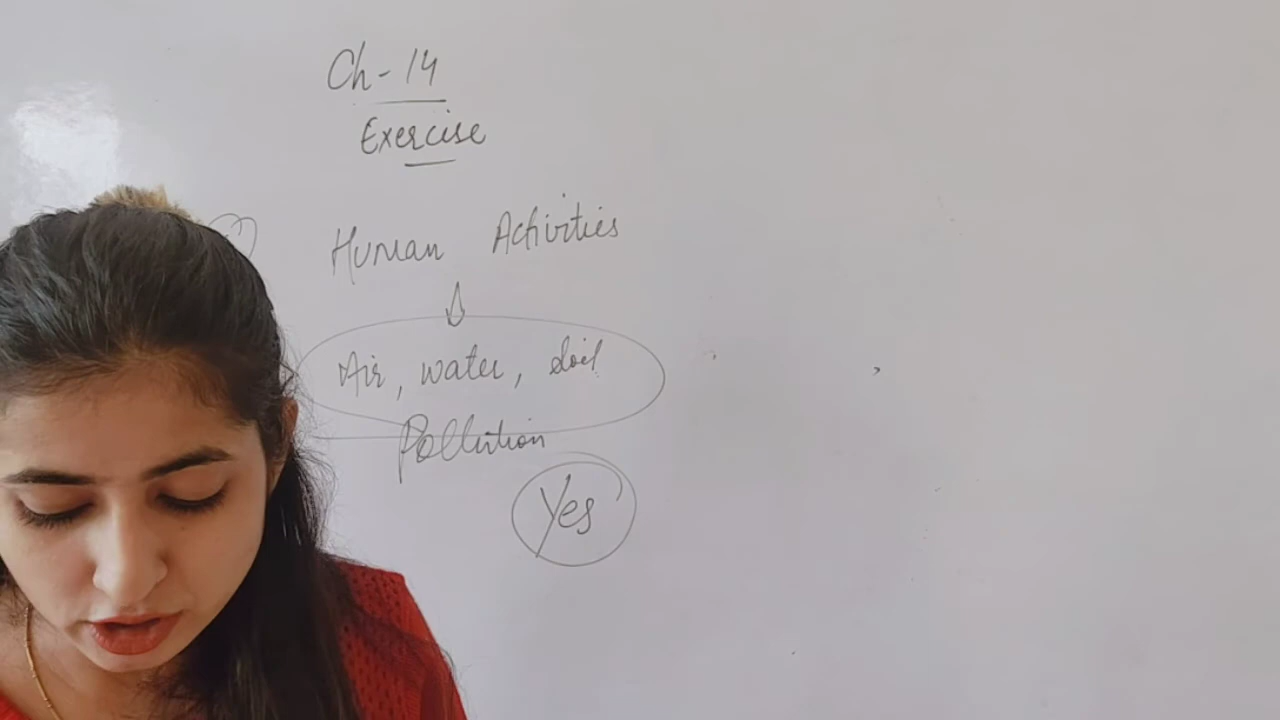 Ch-14
Exercise
Human Activities
Air, water, soil
Pollution
Yes